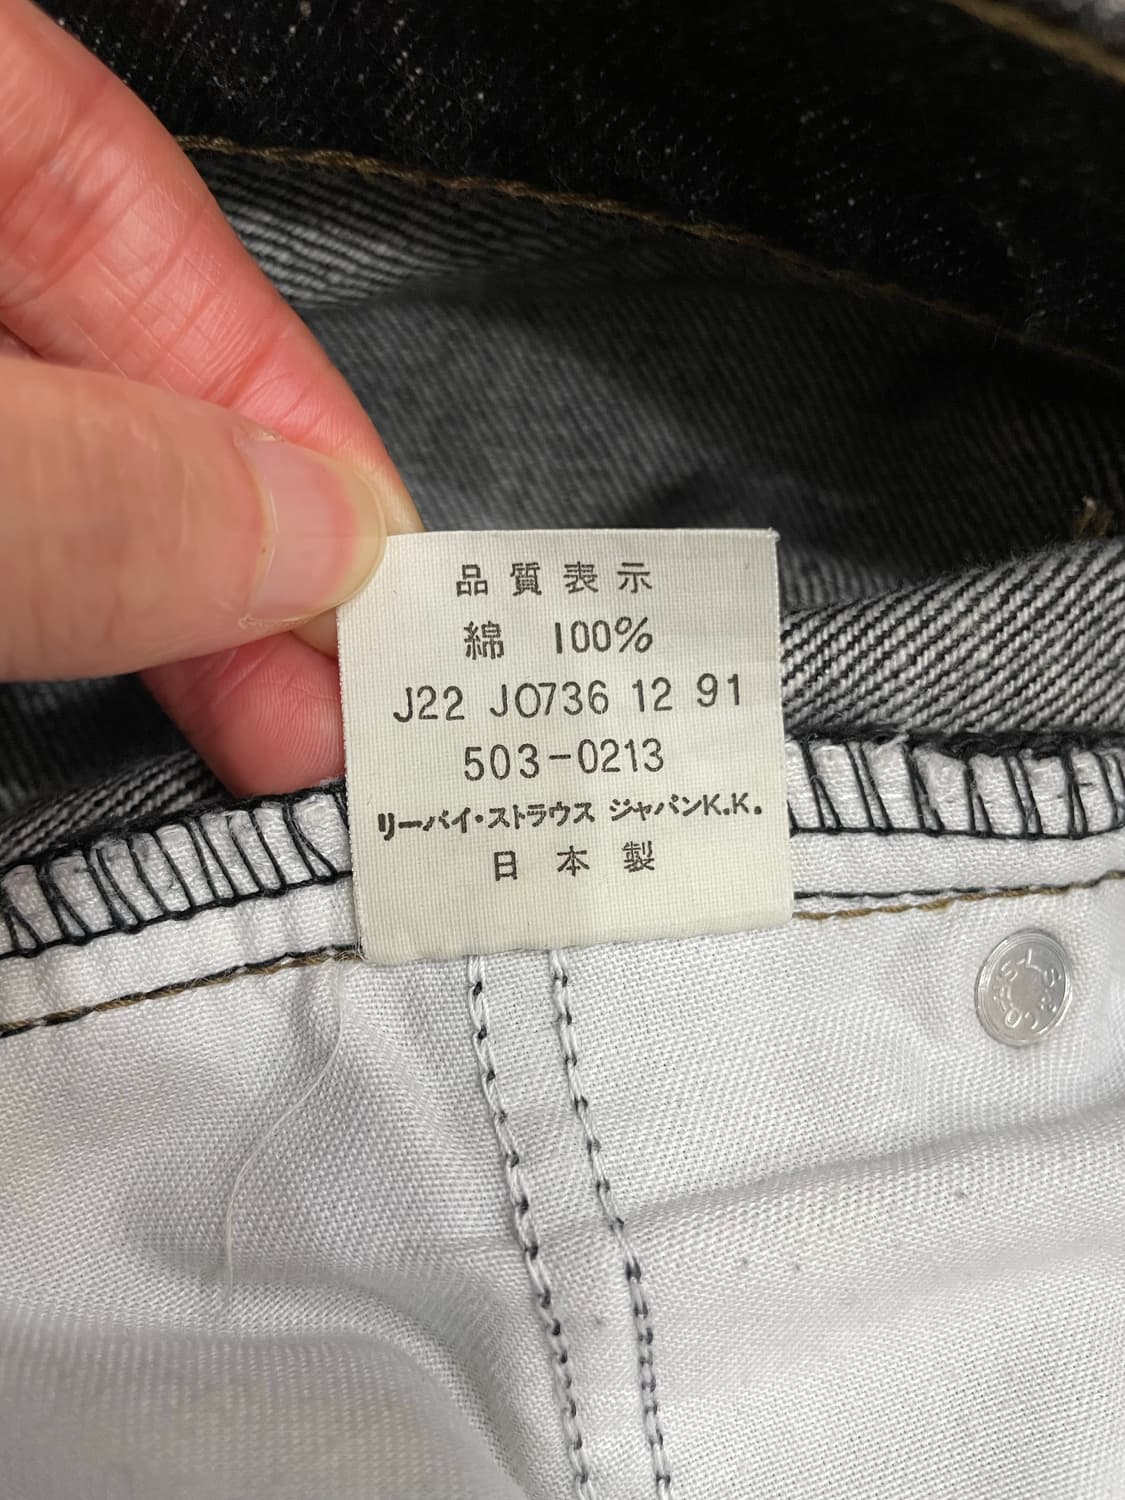 品質表示
綿 100%
J22 J0736 12 91
503-0213
リーバイ・ストラウス ジャパンK.K.
日本製